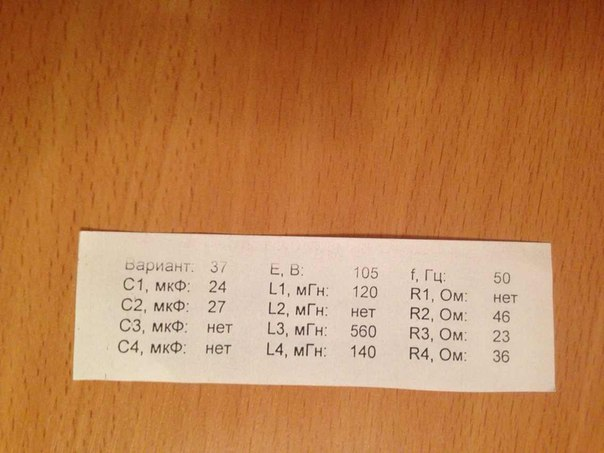 Вариант: 37 E, В: 105 f, Гц: 50
C1, мкФ: 24 L1, мГн: 120 R1, Ом: нет
C2, мкФ: 27 L2, мГн: нет R2, Ом: 46
C3, мкФ: нет L3, мГн: 560 R3, Ом: 23
C4, мкФ: нет L4, мГн: 140 R4, Ом: 36